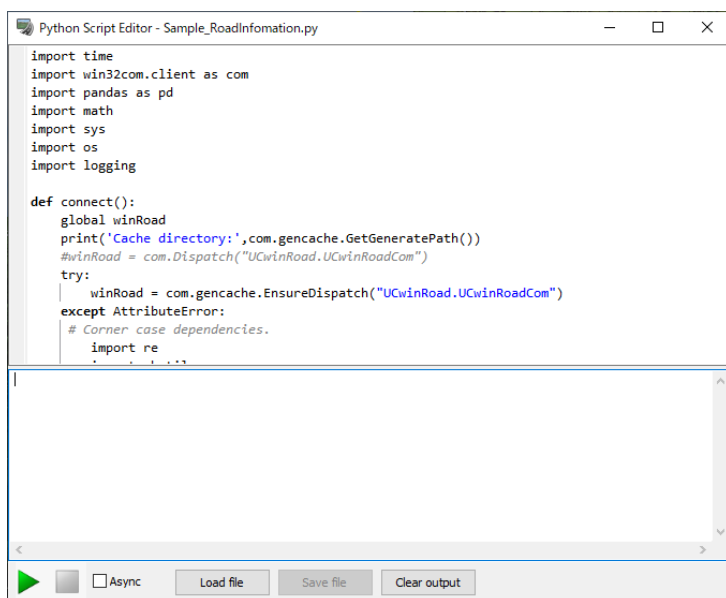 Python Script Editor - Sample_RoadInfomation.py
import time
import win32com.client as com
import pandas as pd
import math
import sys
import os
import logging
def connect():
global winRoad
print('Cache directory:',com.gencache.GetGeneratePath())
#winRoad = com.Dispatch("UCwinRoad.UCwinRoadCom")
try:
winRoad = com.gencache.EnsureDispatch("UCwinRoad.UCwinRoadCom")
except AttributeError:
# Corner case dependencies.
import re
Async
Load file
Save file
Clear output